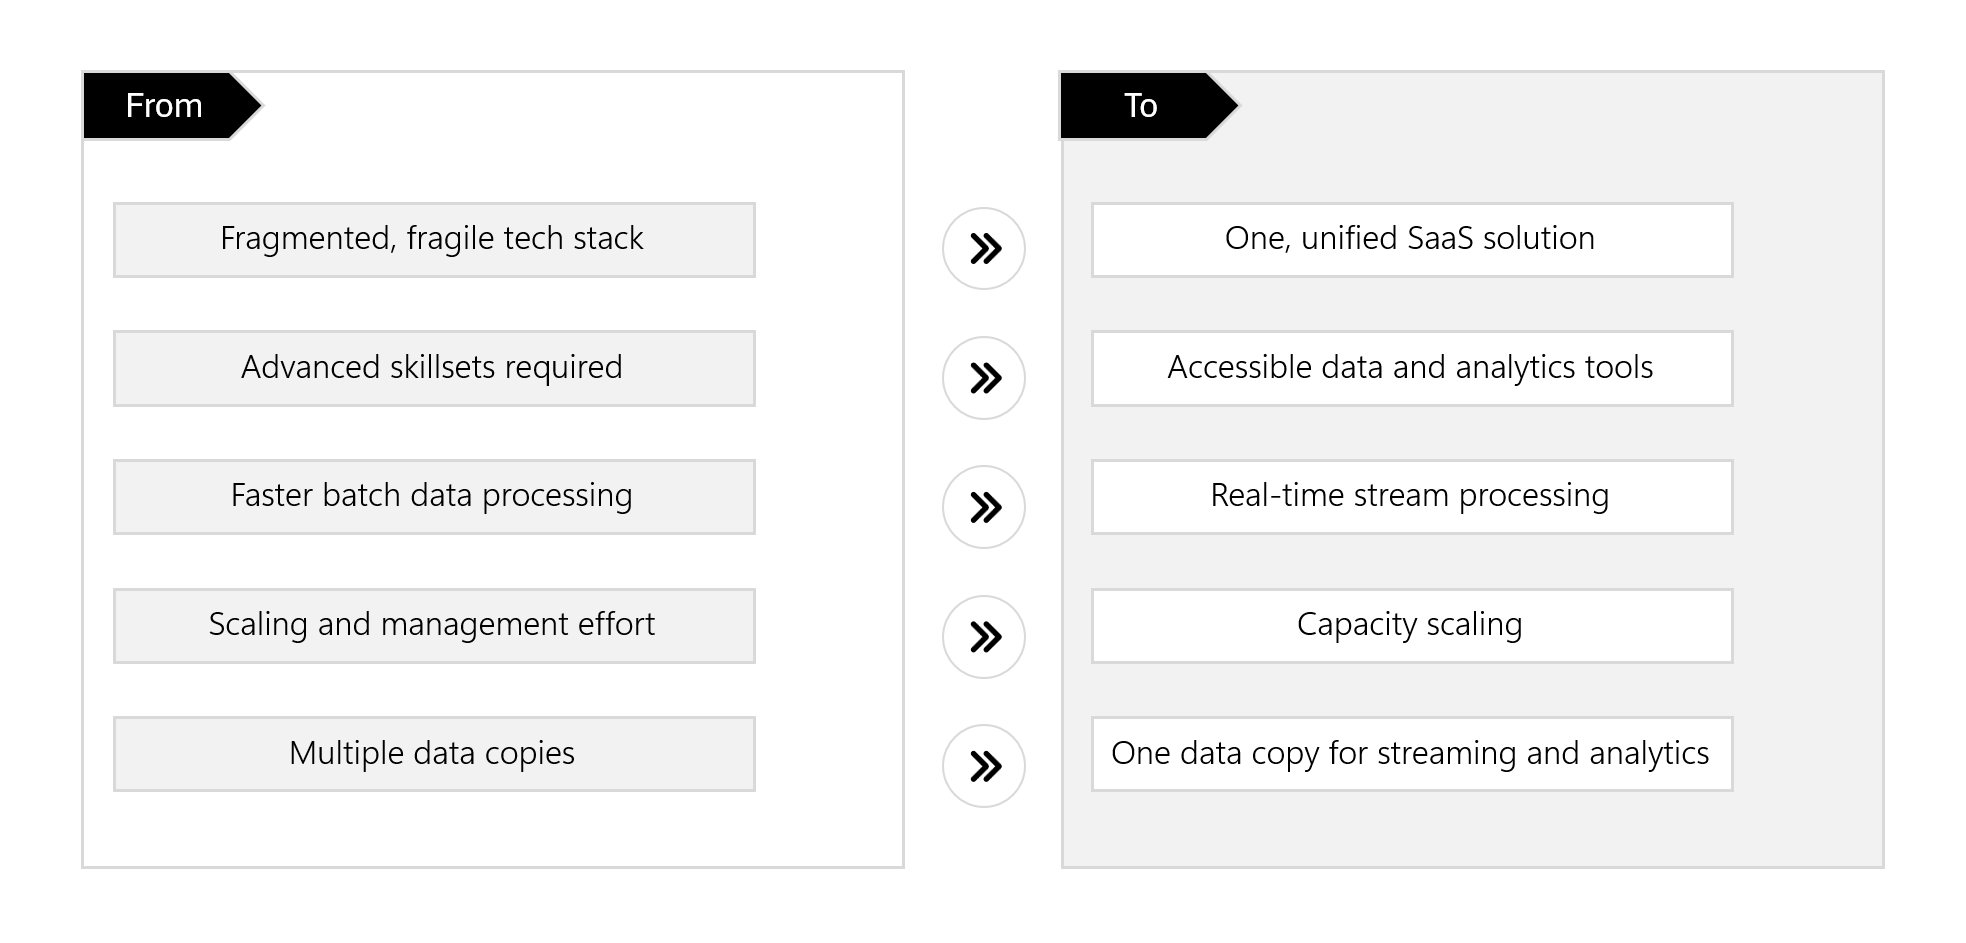 From
To
Fragmented, fragile tech stack
One, unified SaaS solution
Advanced skillsets required
Accessible data and analytics tools
Faster batch data processing
Real-time stream processing
Scaling and management effort
Capacity scaling
Multiple data copies
One data copy for streaming and analytics